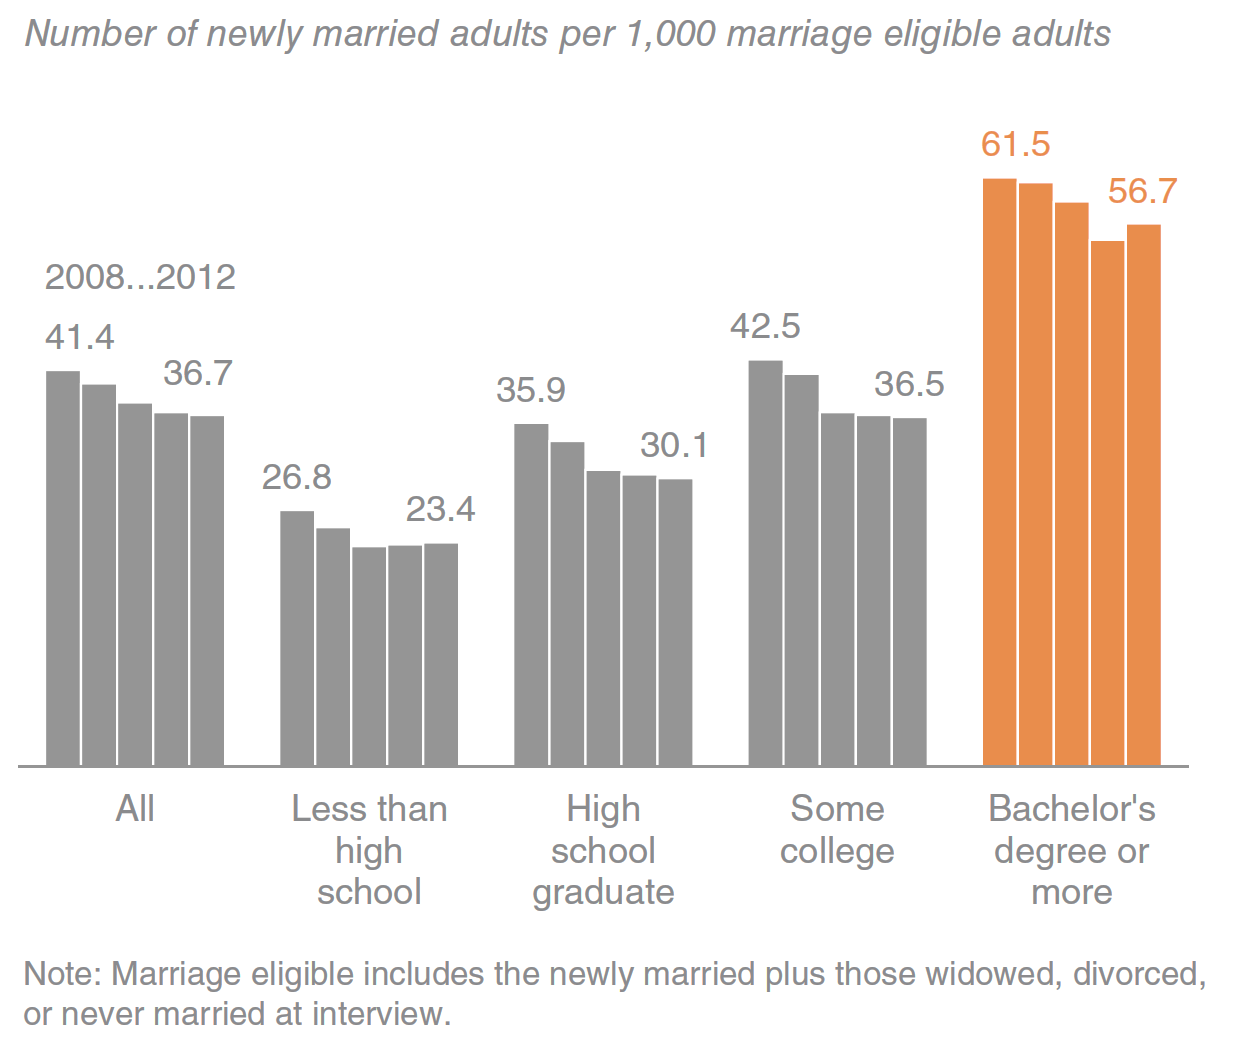 Number of newly married adults per 1,000 marriage eligible adults
61.5
56.7
2008...2012
41.4
36.7
26.8
23.4
35.9
30.1
42.5
36.5
All
Less than
high
school
High
school
graduate
Some
college
Bachelor's
degree or
more
Note: Marriage eligible includes the newly married plus those widowed, divorced,
or never married at interview.